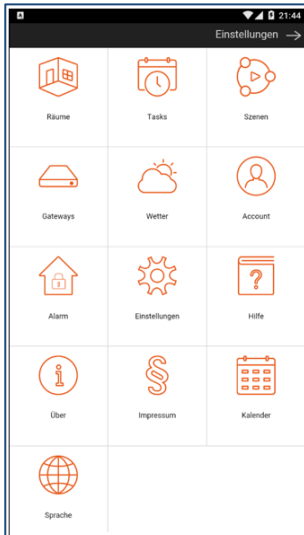 21:44
Einstellungen
Räume
Tasks
Szenen
Gateways
Wetter
Account
Alarm
Einstellungen
Hilfe
Über
Impressum
Kalender
Sprache